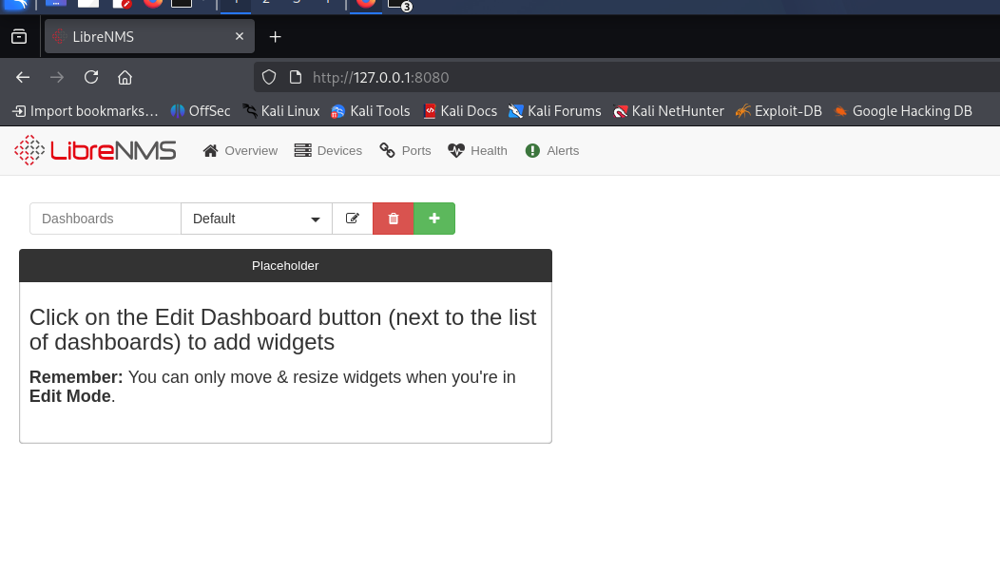 3
LibreNMS
http://127.0.0.1:8080
Import bookmarks... OffSec Kali Linux Kali Tools Kali Docs Kali Forums Kali NetHunter Exploit-DB Google Hacking DB
LibreNMS Overview Devices Ports Health Alerts
Dashboards Default
Placeholder
Click on the Edit Dashboard button (next to the list
of dashboards) to add widgets
Remember: You can only move & resize widgets when you're in
Edit Mode.